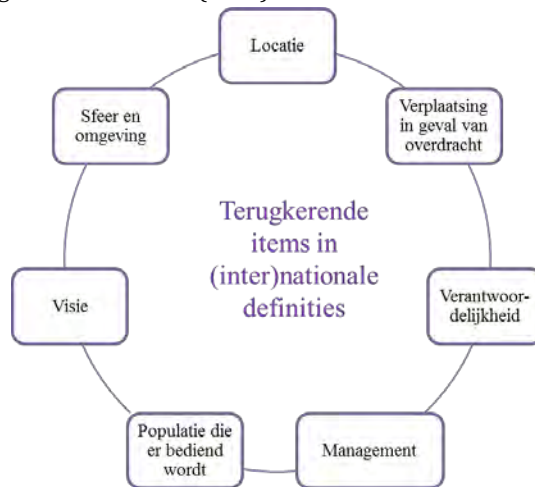 Locatie
Verplaatsing
in geval van
overdracht
Verantwoor-
delijkheid
Management
Populatie die
er bediend
wordt
Visie
Sfeer en
omgeving
Terugkerende
items in
(inter)nationale
definities